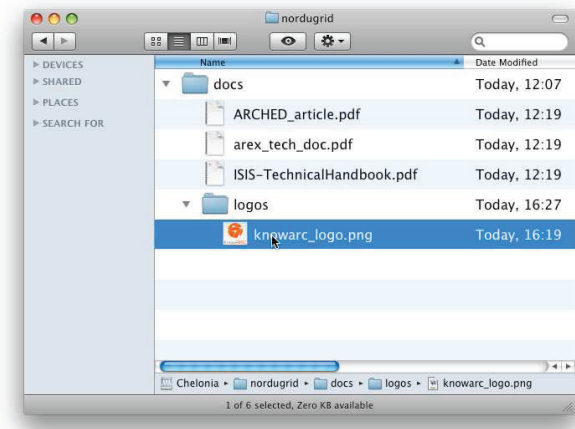 nordugrid
DEVICES
SHARED
PLACES
SEARCH FOR
Name Date Modified
docs Today, 12:07
ARCHED_article.pdf Today, 12:19
arex_tech_doc.pdf Today, 12:19
ISIS-TechnicalHandbook.pdf Today, 12:19
logos Today, 16:27
knowarc_logo.png Today, 16:19
Chelonia ▸ nordugrid ▸ docs ▸ logos ▸ knowarc_logo.png
1 of 6 selected, Zero KB available